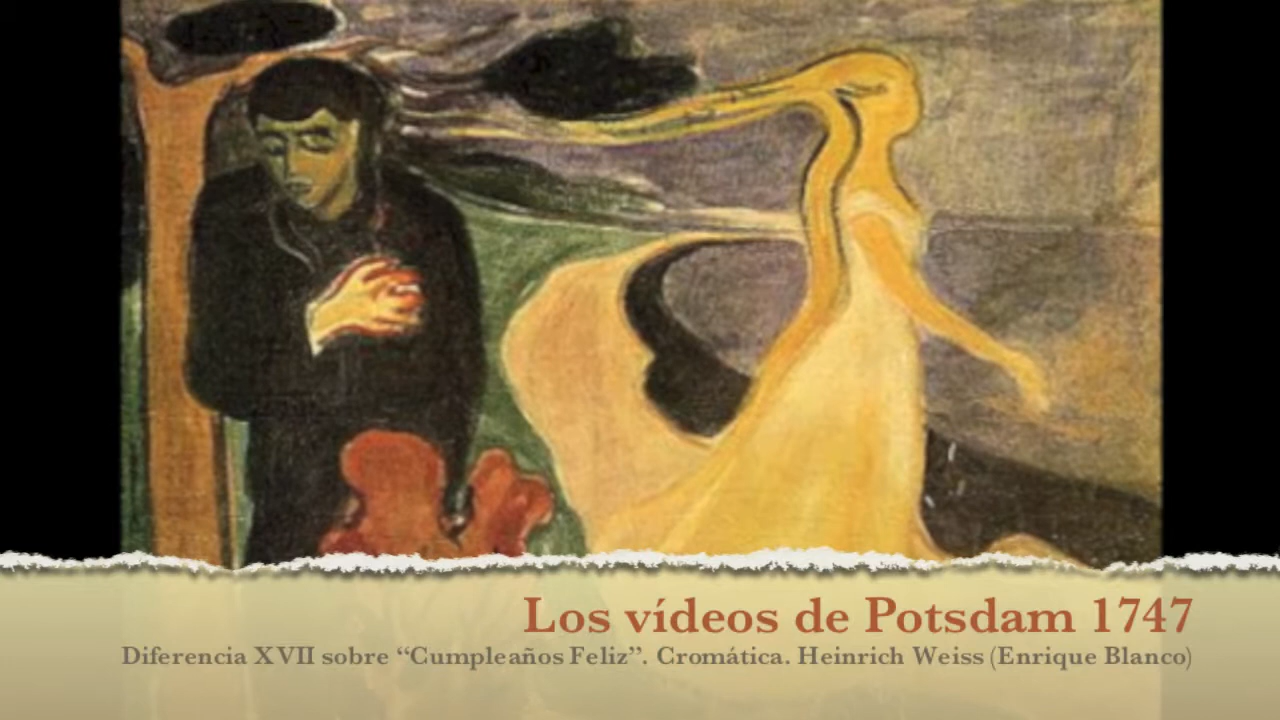 Los vídeos de Potsdam 1747
Diferencia XVII sobre “Cumpleaños Feliz”. Cromática. Heinrich Weiss (Enrique Blanco)